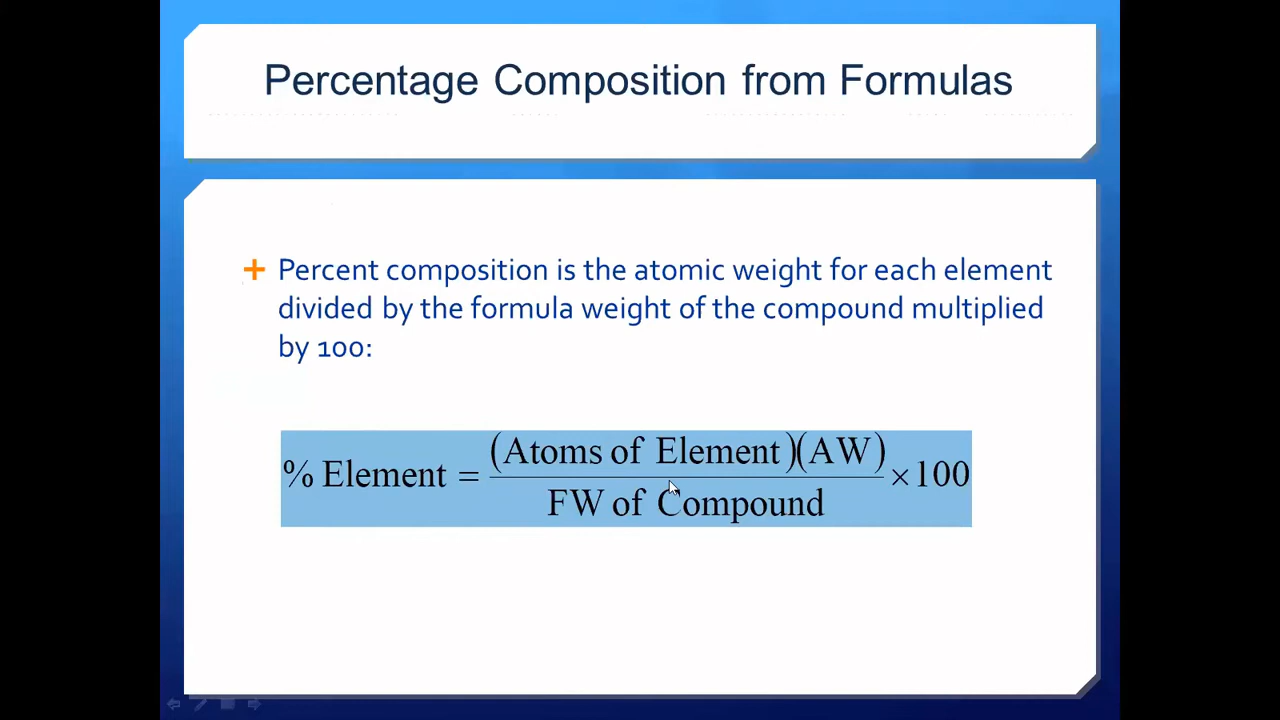 Percentage Composition from Formulas
Percent composition is the atomic weight for each element
divided by the formula weight of the compound multiplied
by 100:
% Element = (Atoms of Element)(AW) / FW of Compound × 100